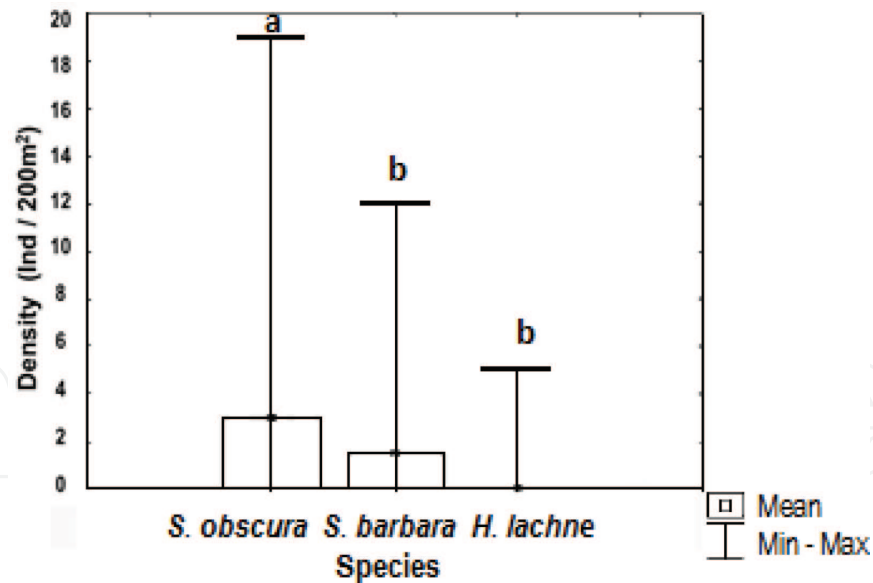 20
18
16
14
12
10
8
6
4
2
0
Density (Ind / 200m²)
a
b
b
S. obscura S. barbara H. lachne
Species
Mean
Min - Max